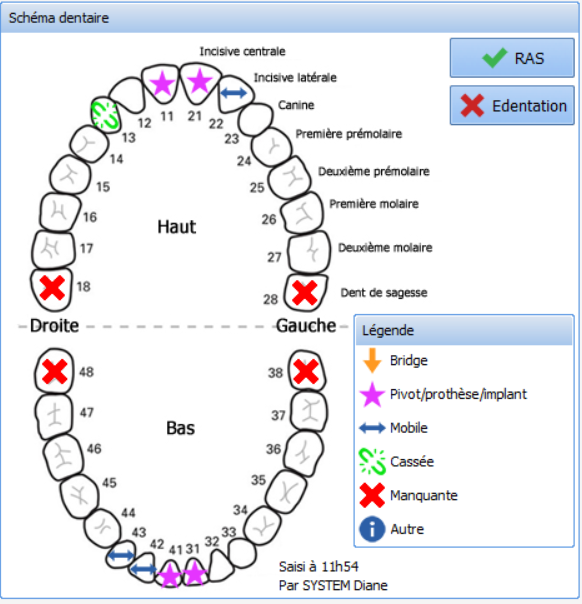 Schéma dentaire
RAS
Edentation
Incisive centrale
Incisive latérale
Canine
Première prémolaire
Deuxième prémolaire
Première molaire
Deuxième molaire
Dent de sagesse
11 21
12 22
13 23
14 24
15 25
16 26
17 27
18 28
Haut
Droite Gauche
48 38
47 37
46 36
45 35
44 34
43 33
42 32
41 31
Bas
Légende
Bridge
Pivot/prothèse/implant
Mobile
Cassée
Manquante
Autre
Saisi à 11h54
Par SYSTEM Diane